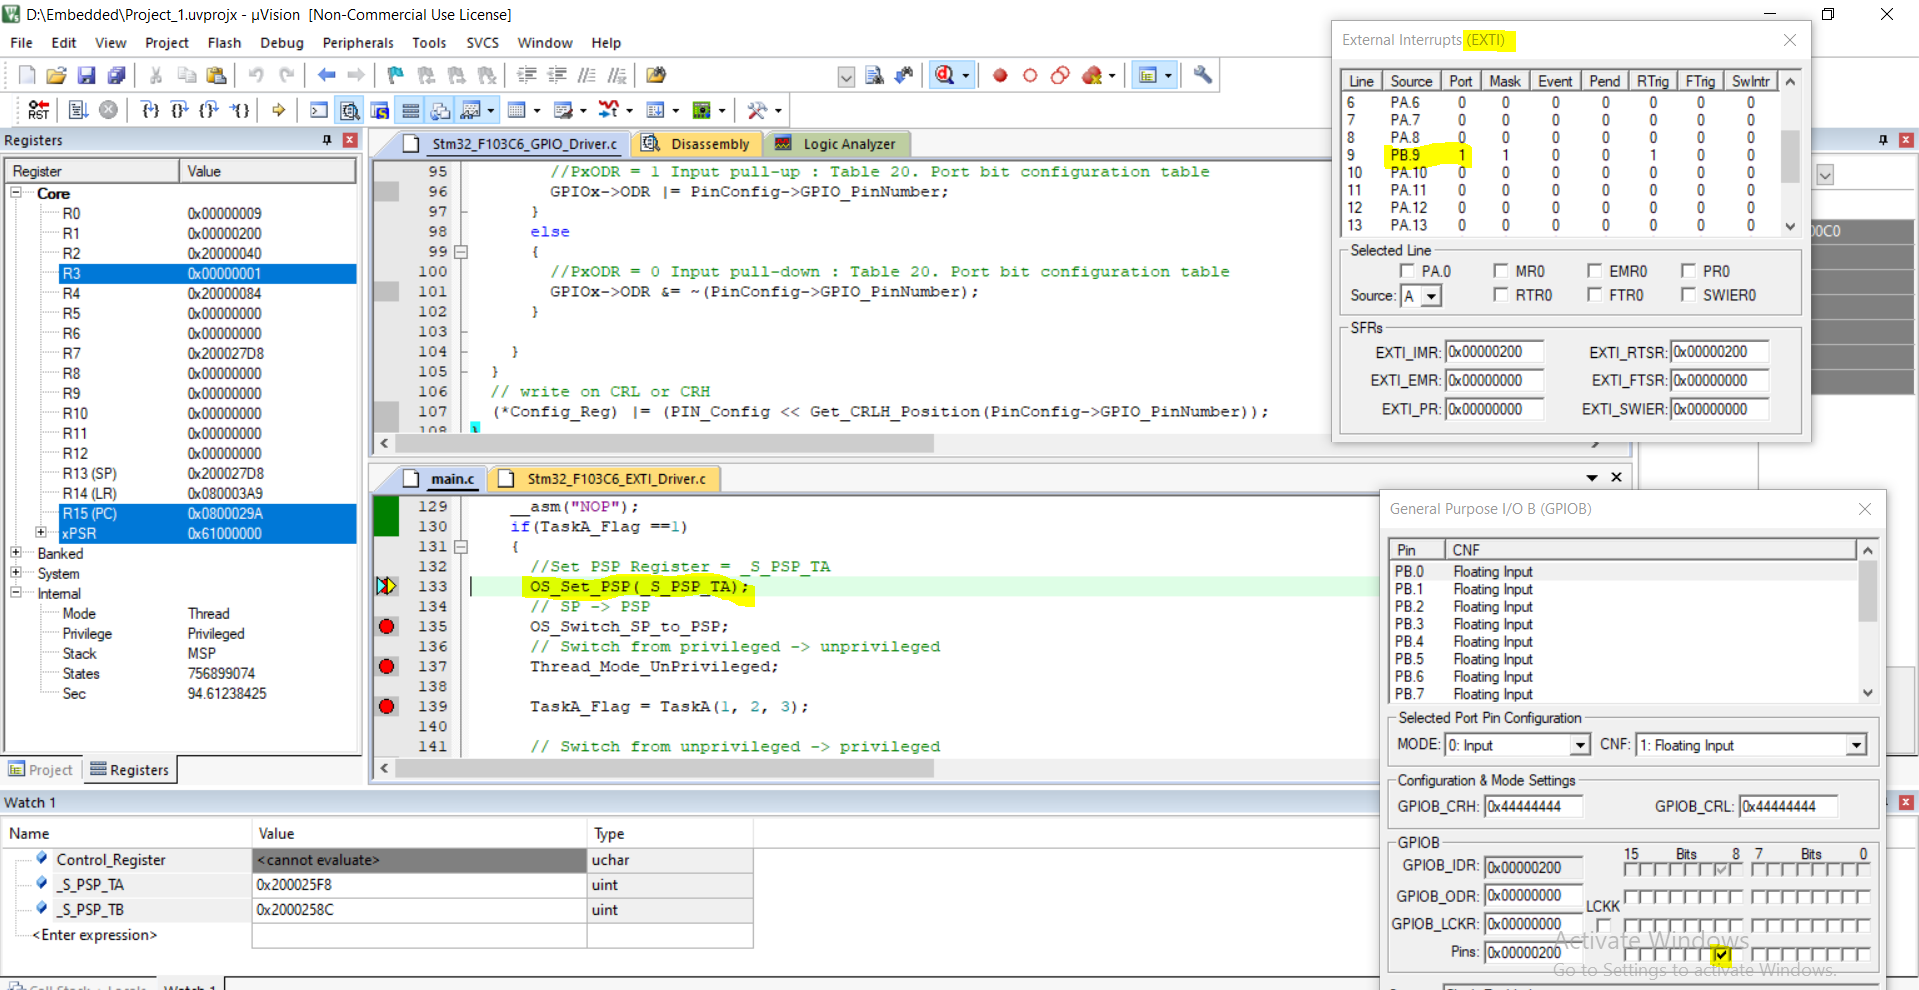 D:\Embedded\Project_1.uvprojx - µVision  [Non-Commercial Use License]
File Edit View Project Flash Debug Peripherals Tools SVCS Window Help
RST
Registers
Register Value
Core
R0 0x00000009
R1 0x00000200
R2 0x20000040
R3 0x00000001
R4 0x20000084
R5 0x00000000
R6 0x00000000
R7 0x200027D8
R8 0x00000000
R9 0x00000000
R10 0x00000000
R11 0x00000000
R12 0x00000000
R13 (SP) 0x200027D8
R14 (LR) 0x080003A9
R15 (PC) 0x0800029A
xPSR 0x61000000
Banked
System
Internal
Mode Thread
Privilege Privileged
Stack MSP
States 756899074
Sec 94.61238425
Project Registers
Stm32_F103C6_GPIO_Driver.c Disassembly Logic Analyzer
95 //PxODR = 1 Input pull-up : Table 20. Port bit configuration table
96 GPIOx->ODR |= PinConfig->GPIO_PinNumber;
97 }
98 else
99 {
100 //PxODR = 0 Input pull-down : Table 20. Port bit configuration table
101 GPIOx->ODR &= ~(PinConfig->GPIO_PinNumber);
102 }
103
104 }
105 }
106 // write on CRL or CRH
107 (*Config_Reg) |= (PIN_Config << Get_CRLH_Position(PinConfig->GPIO_PinNumber));
108 }
main.c Stm32_F103C6_EXTI_Driver.c
129 __asm("NOP");
130 if(TaskA_Flag ==1)
131 {
132 //Set PSP Register = _S_PSP_TA
133 OS_Set_PSP(_S_PSP_TA);
134 // SP -> PSP
135 OS_Switch_SP_to_PSP;
136 // Switch from privileged -> unprivileged
137 Thread_Mode_UnPrivileged;
138
139 TaskA_Flag = TaskA(1, 2, 3);
140
141 // Switch from unprivileged -> privileged
External Interrupts (EXTI)
Line Source Port Mask Event Pend RTrig FTrig SwIntr
6 PA.6 0 0 0 0 0 0 0
7 PA.7 0 0 0 0 0 0 0
8 PA.8 0 0 0 0 0 0 0
9 PB.9 1 1 0 0 1 0 0
10 PA.10 0 0 0 0 0 0 0
11 PA.11 0 0 0 0 0 0 0
12 PA.12 0 0 0 0 0 0 0
13 PA.13 0 0 0 0 0 0 0
Selected Line
PA.0 MR0 EMR0 PR0
Source: A RTR0 FTR0 SWIER0
SFRs
EXTI_IMR: 0x00000200 EXTI_RTSR: 0x00000200
EXTI_EMR: 0x00000000 EXTI_FTSR: 0x00000000
EXTI_PR: 0x00000000 EXTI_SWIER: 0x00000000
General Purpose I/O B (GPIOB)
Pin CNF
PB.0 Floating Input
PB.1 Floating Input
PB.2 Floating Input
PB.3 Floating Input
PB.4 Floating Input
PB.5 Floating Input
PB.6 Floating Input
PB.7 Floating Input
Selected Port Pin Configuration
MODE: 0: Input CNF: 1: Floating Input
Configuration & Mode Settings
GPIOB_CRH: 0x44444444 GPIOB_CRL: 0x44444444
GPIOB
15 Bits 8 7 Bits 0
GPIOB_IDR: 0x00000200
GPIOB_ODR: 0x00000000
LCKK
GPIOB_LCKR: 0x00000000
Pins: 0x00000200
Activate Windows
Go to Settings to activate Windows.
Watch 1
Name Value Type
Control_Register <cannot evaluate> uchar
_S_PSP_TA 0x200025F8 uint
_S_PSP_TB 0x2000258C uint
<Enter expression>
Watch 1